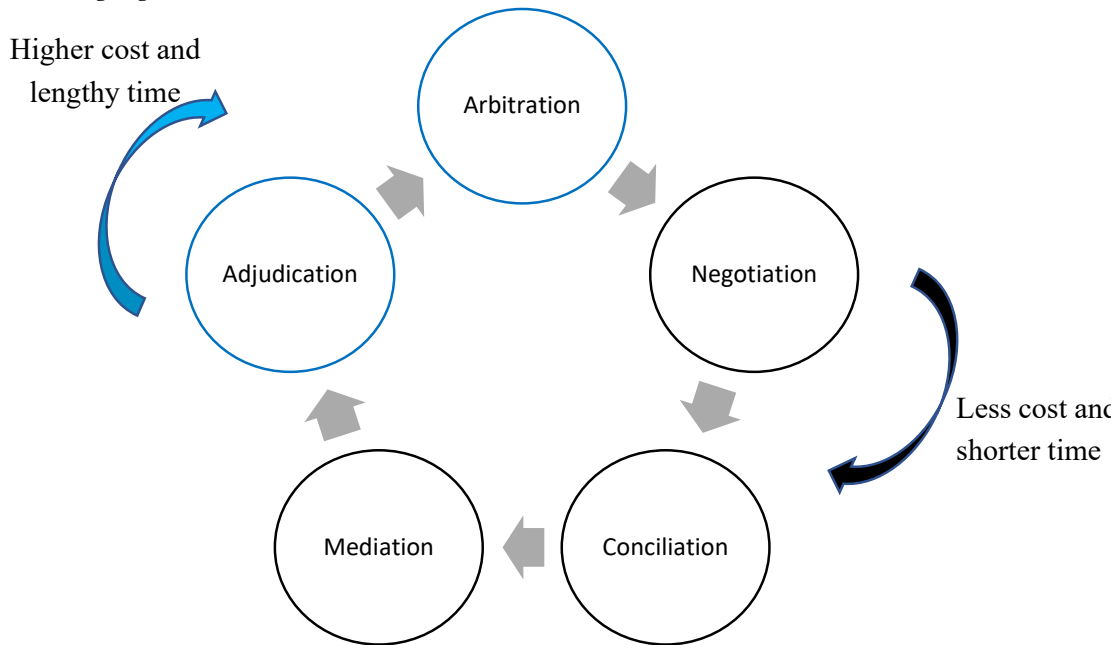 Higher cost and
lengthy time
Arbitration
Adjudication
Negotiation
Less cost and
shorter time
Mediation
Conciliation